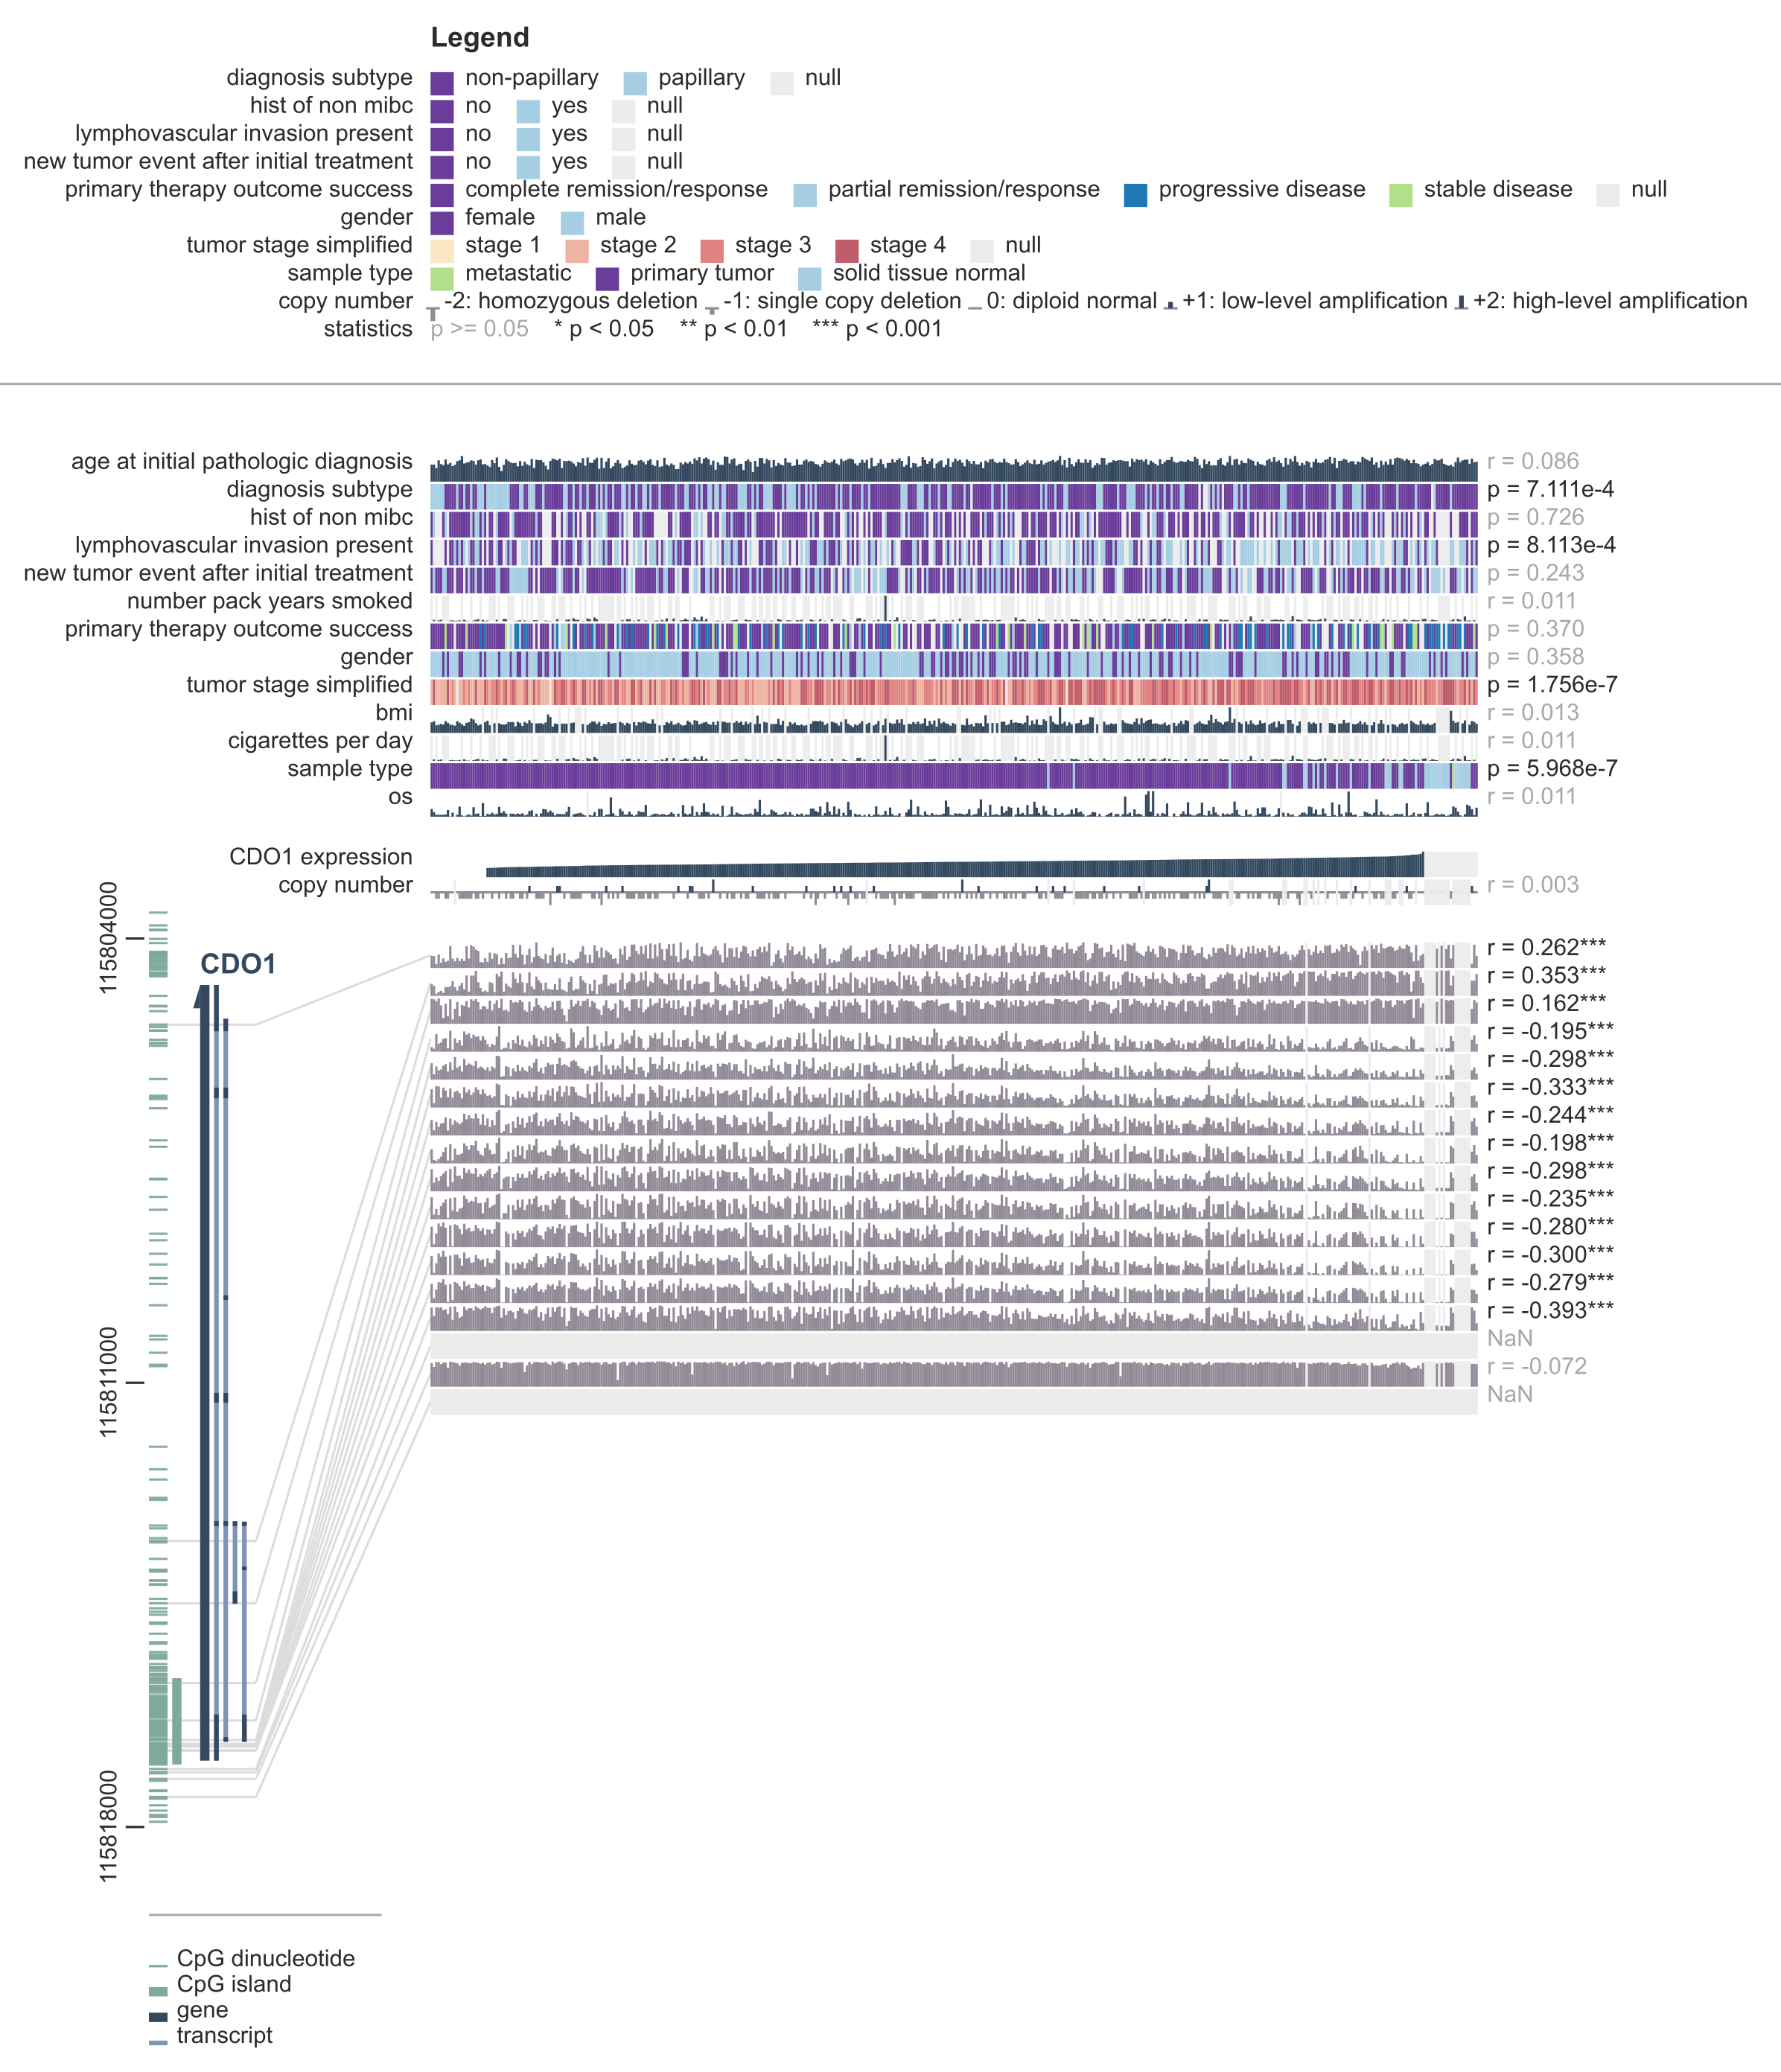 Legend
diagnosis subtype non-papillary papillary null
hist of non mibc no yes null
lymphovascular invasion present no yes null
new tumor event after initial treatment no yes null
primary therapy outcome success complete remission/response partial remission/response progressive disease stable disease null
gender female male
tumor stage simplified stage 1 stage 2 stage 3 stage 4 null
sample type metastatic primary tumor solid tissue normal
copy number -2: homozygous deletion -1: single copy deletion 0: diploid normal +1: low-level amplification +2: high-level amplification
statistics p >= 0.05 * p < 0.05 ** p < 0.01 *** p < 0.001
age at initial pathologic diagnosis r = 0.086
diagnosis subtype p = 7.111e-4
hist of non mibc p = 0.726
lymphovascular invasion present p = 8.113e-4
new tumor event after initial treatment p = 0.243
number pack years smoked r = 0.011
primary therapy outcome success p = 0.370
gender p = 0.358
tumor stage simplified p = 1.756e-7
bmi r = 0.013
cigarettes per day r = 0.011
sample type p = 5.968e-7
os r = 0.011
CDO1 expression
copy number r = 0.003
115804000
CDO1
r = 0.262***
r = 0.353***
r = 0.162***
r = -0.195***
r = -0.298***
r = -0.333***
r = -0.244***
r = -0.198***
r = -0.298***
r = -0.235***
r = -0.280***
r = -0.300***
r = -0.279***
r = -0.393***
NaN
r = -0.072
NaN
115811000
115818000
CpG dinucleotide
CpG island
gene
transcript